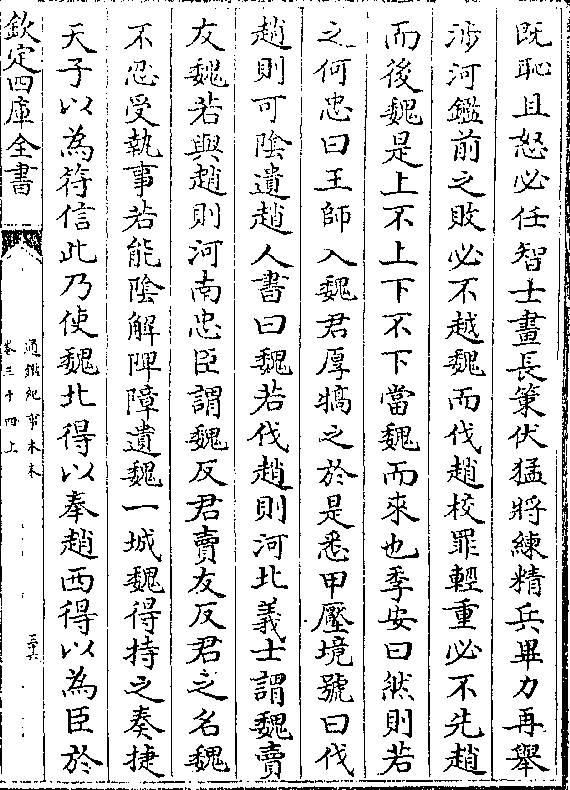 既恥且怒必任智士畫長策伏猛將練精兵畢力再舉
涉河鑑前之敗必不越魏而伐趙校罪輕重必不先趙
而後魏是上不上下不下當魏而來也季安曰然則若
之何忠曰王師入魏君厚犒之於是悉甲壓境號曰伐
趙則可陰遺趙人書曰魏若伐趙則河北義士謂魏賣
友魏若與趙則河南忠臣謂魏反君賣友反君之名魏
不忍受執事若能陰解陴障遺魏一城魏得持之奏捷
天子以為符信此乃使魏北得以奉趙西得以為臣於
欽定四庫全書
通鑑紀事本末
卷三十四上
三六